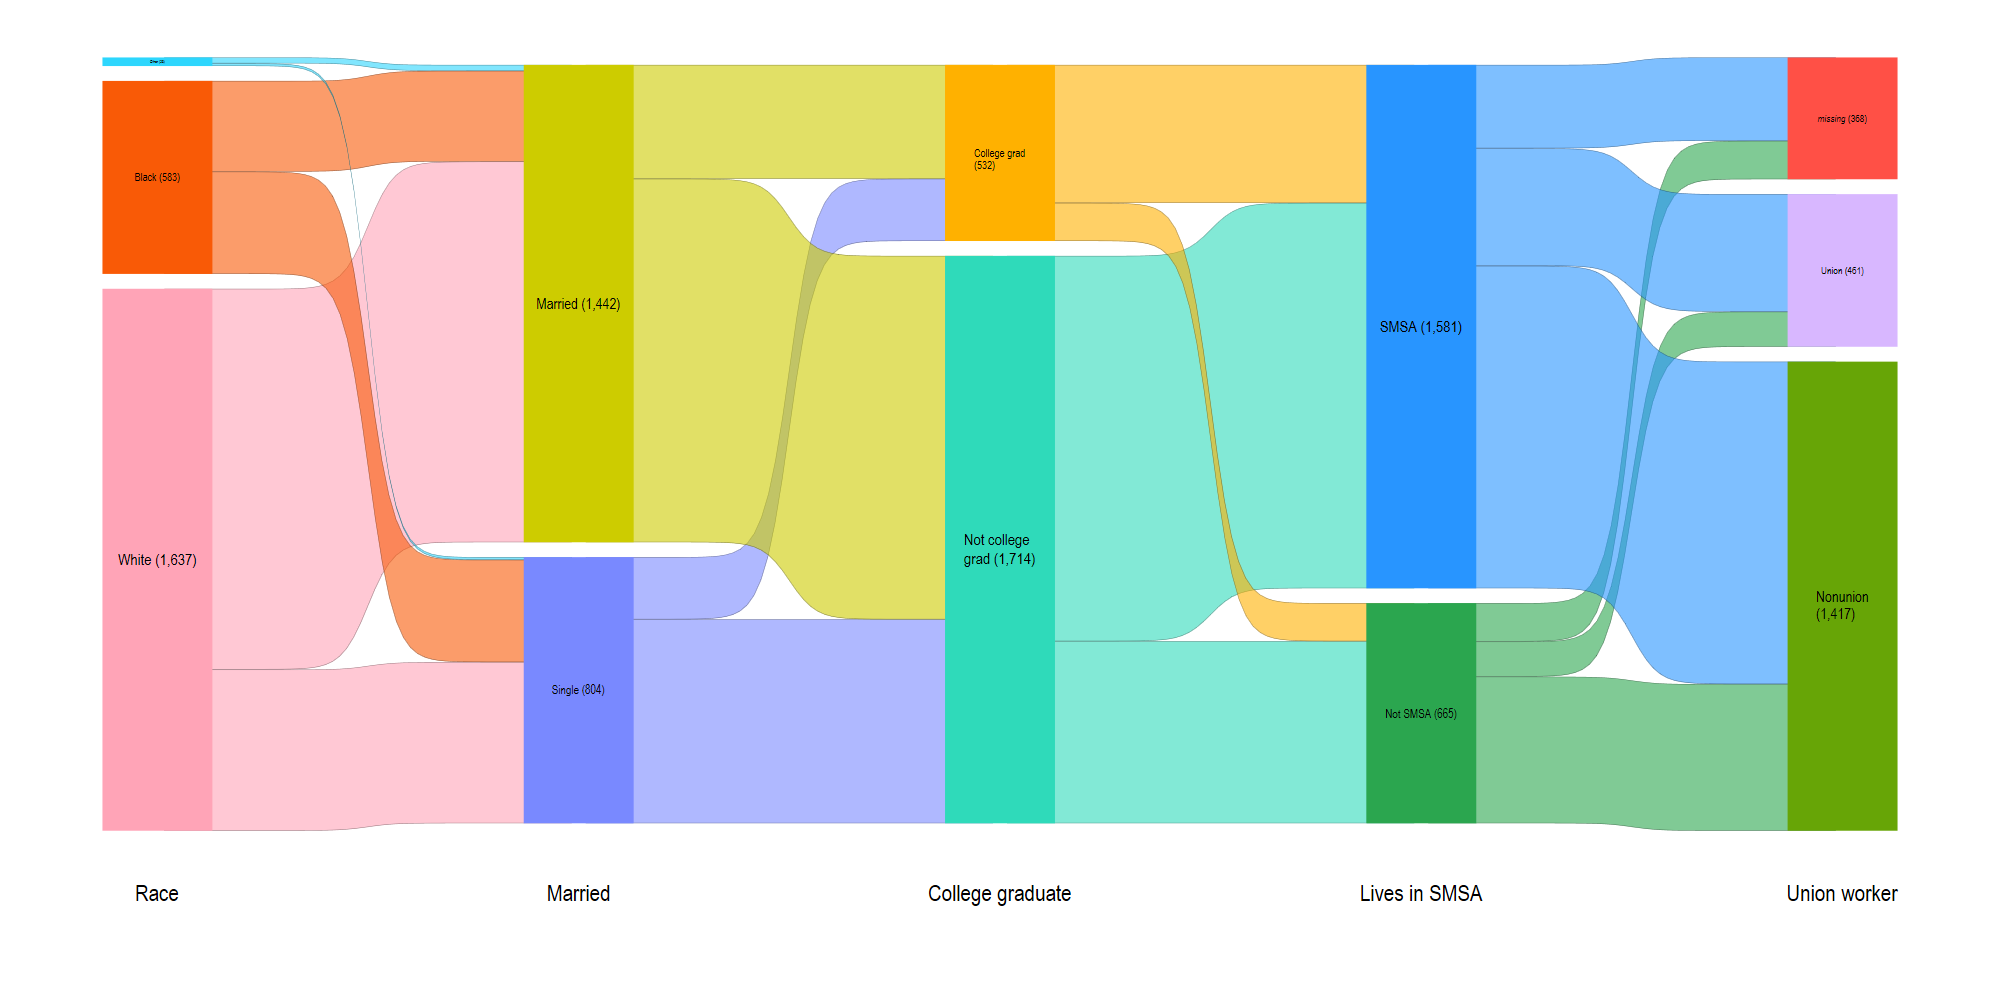 Black (583)
White (1,637)
Married (1,442)
Single (804)
College grad
(532)
Not college
grad (1,714)
SMSA (1,581)
Not SMSA (665)
missing (368)
Union (461)
Nonunion
(1,417)
Race
Married
College graduate
Lives in SMSA
Union worker